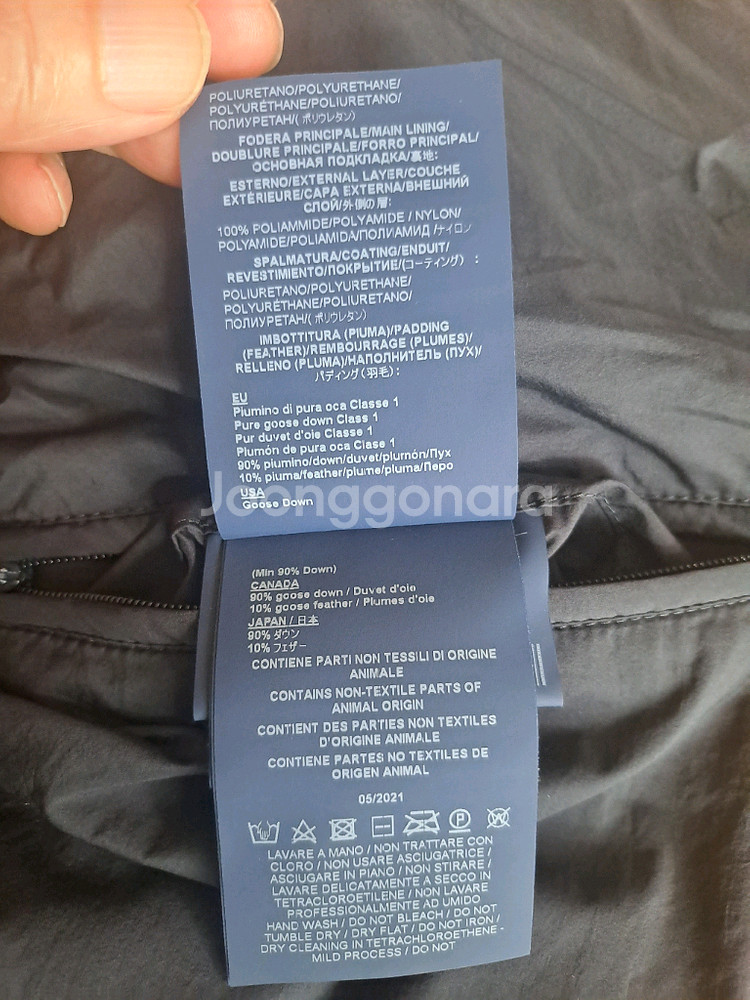 POLIURETANO/POLYURETHANE/
POLYURÉTHANE/POLIURETANO/
ПОЛИУРЕТАН/( ポリウレタン)
FODERA PRINCIPALE/MAIN LINING/
DOUBLURE PRINCIPALE/FORRO PRINCIPAL/
ОСНОВНАЯ ПОДКЛАДКА/裏地:
ESTERNO/EXTERNAL LAYER/COUCHE
EXTÉRIEURE/CAPA EXTERNA/ВНЕШНИЙ
СЛОЙ/外側の層:
100% POLIAMMIDE/POLYAMIDE / NYLON/
POLYAMIDE/POLIAMIDA/ПОЛИАМИД /ナイロン
SPALMATURA/COATING/ENDUIT/
REVESTIMIENTO/ПОКРЫТИЕ/(コーティング) :
POLIURETANO/POLYURETHANE/
POLYURÉTHANE/POLIURETANO/
ПОЛИУРЕТАН/( ポリウレタン)
IMBOTTITURA (PIUMA)/PADDING
(FEATHER)/REMBOURRAGE (PLUMES)/
RELLENO (PLUMA)/НАПОЛНИТЕЛЬ (ПУХ)/
パディング(羽毛):
EU
Piumino di pura oca Classe 1
Pure goose down Class 1
Pur duvet d'oie Classe 1
Plumón de pura oca Clase 1
90% piumino/down/duvet/plumón/Пух
10% piuma/feather/plume/pluma/Перо
USA
Goose Down
Joonggonara
(Min 90% Down)
CANADA
90% goose down / Duvet d'oie
10% goose feather / Plumes d'oie
JAPAN / 日本
90% ダウン
10% フェザー
CONTIENE PARTI NON TESSILI DI ORIGINE
ANIMALE
CONTAINS NON-TEXTILE PARTS OF
ANIMAL ORIGIN
CONTIENT DES PARTIES NON TEXTILES
D'ORIGINE ANIMALE
CONTIENE PARTES NO TEXTILES DE
ORIGEN ANIMAL
05/2021
LAVARE A MANO / NON TRATTARE CON
CLORO / NON USARE ASCIUGATRICE /
ASCIUGARE IN PIANO / NON STIRARE /
LAVARE DELICATAMENTE A SECCO IN
TETRACLOROETILENE / NON LAVARE
PROFESSIONALMENTE AD UMIDO
HAND WASH / DO NOT BLEACH / DO NOT
TUMBLE DRY / DRY FLAT / DO NOT IRON /
DRY CLEANING IN TETRACHLOROETHENE -
MILD PROCESS / DO NOT